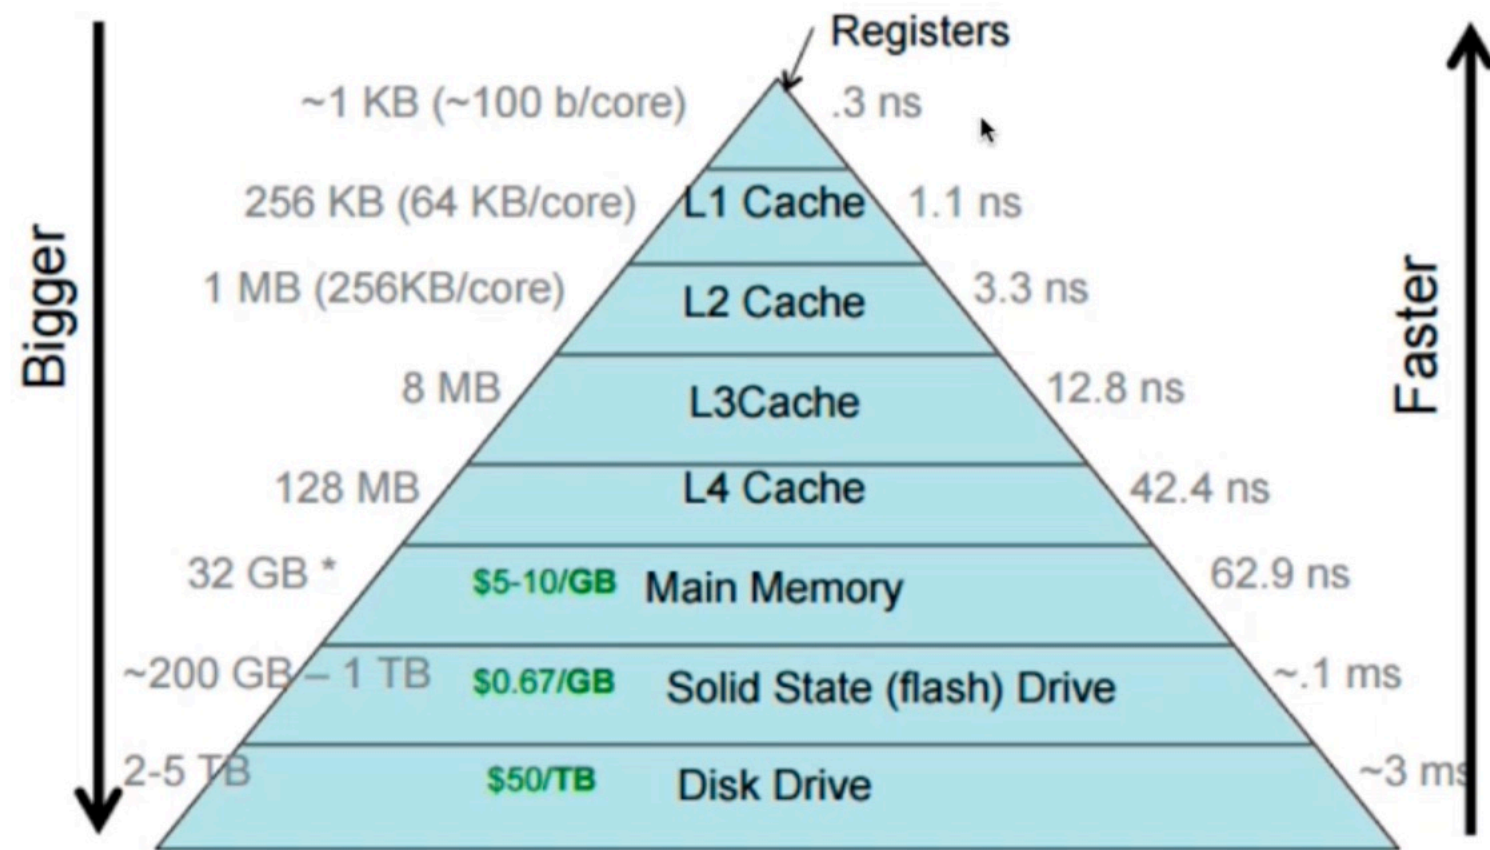 Registers
~1 KB (~100 b/core)
.3 ns
256 KB (64 KB/core)
L1 Cache
1.1 ns
1 MB (256KB/core)
L2 Cache
3.3 ns
8 MB
L3Cache
12.8 ns
128 MB
L4 Cache
42.4 ns
32 GB *
$5-10/GB
Main Memory
62.9 ns
~200 GB – 1 TB
$0.67/GB
Solid State (flash) Drive
~.1 ms
2-5 TB
$50/TB
Disk Drive
~3 ms
Bigger
Faster